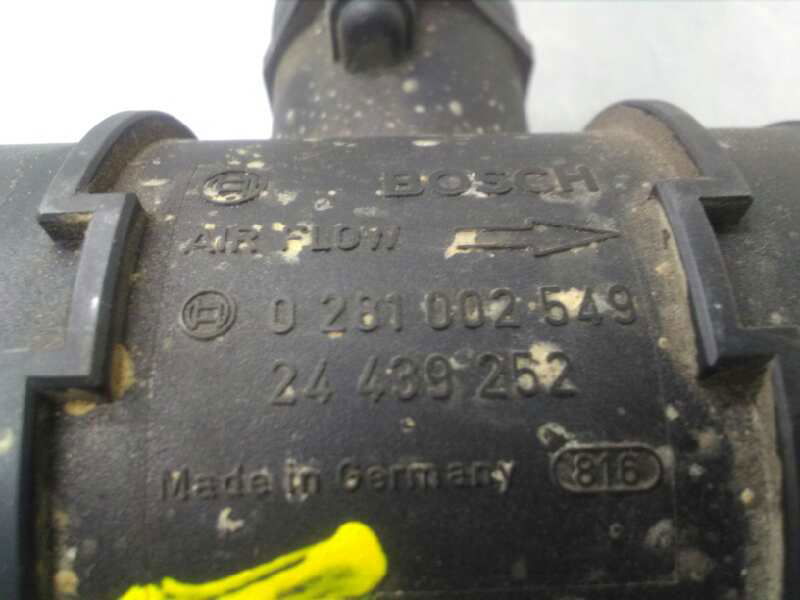 BOSCH
AIR FLOW
0 281 002 549
24 439 252
Made in Germany 816